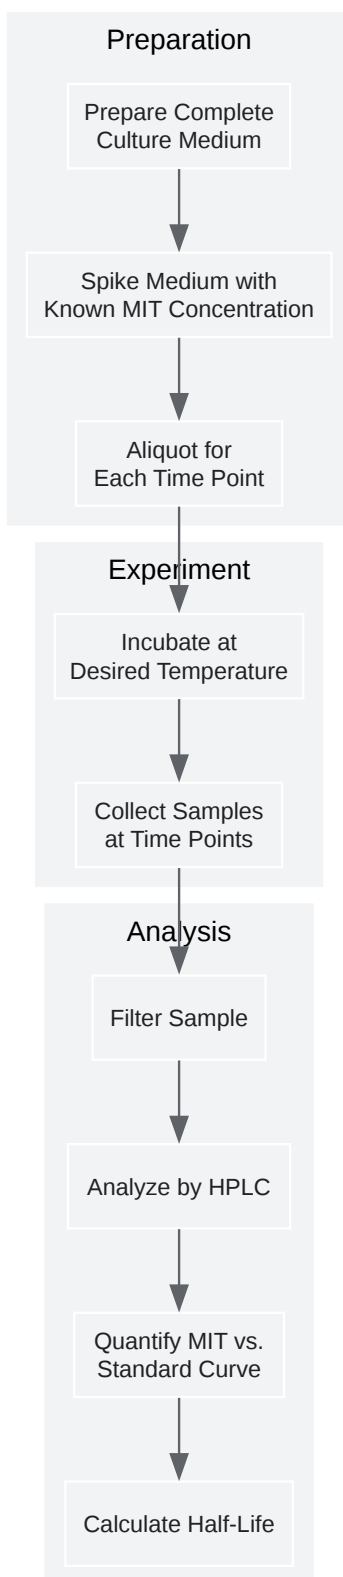 Preparation
Prepare Complete
Culture Medium
Spike Medium with
Known MIT Concentration
Aliquot for
Each Time Point
Experiment
Incubate at
Desired Temperature
Collect Samples
at Time Points
Analysis
Filter Sample
Analyze by HPLC
Quantify MIT vs.
Standard Curve
Calculate Half-Life